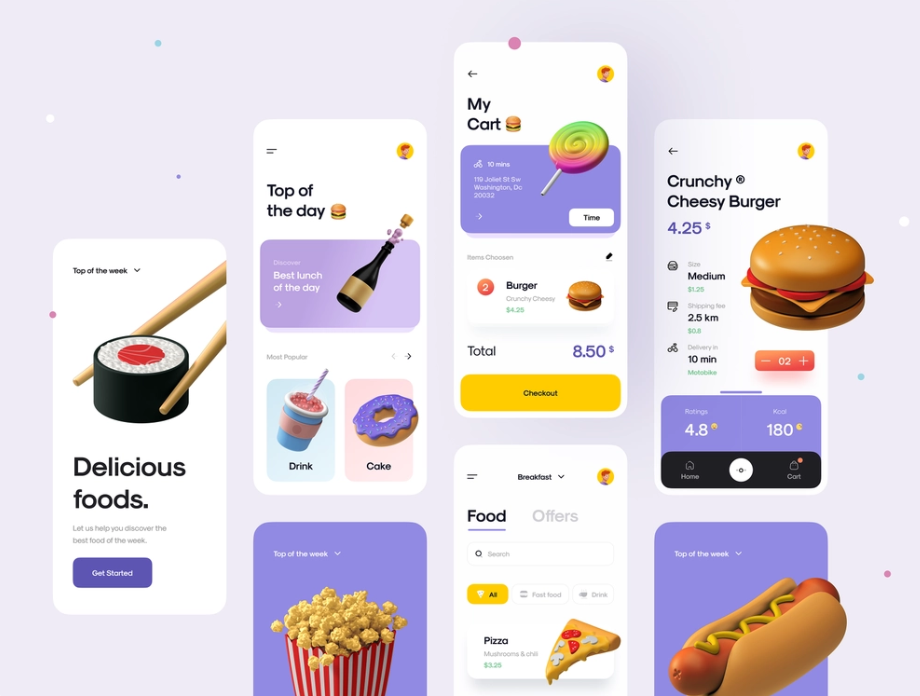 Top of the week
Delicious
foods.
Let us help you discover the
best food of the week.
Get Started
Top of
the day
Discover
Best lunch
of the day
Most Popular
Drink
Cake
Top of the week
My
Cart
10 mins
119 Joliet St Sw
Washington, Dc
20032
Time
Items Choosen
2
Burger
Crunchy Cheesy
$4.25
Total
8.50 $
Checkout
Breakfast
Food
Offers
Search
All
Fast food
Drink
Pizza
Mushrooms & chili
$3.25
Crunchy ®
Cheesy Burger
4.25 $
Size
Medium
$1.25
Shipping fee
2.5 km
$0.8
Delivery in
10 min
Motobike
02
Ratings
4.8
Kcal
180
Home
Cart
Top of the week